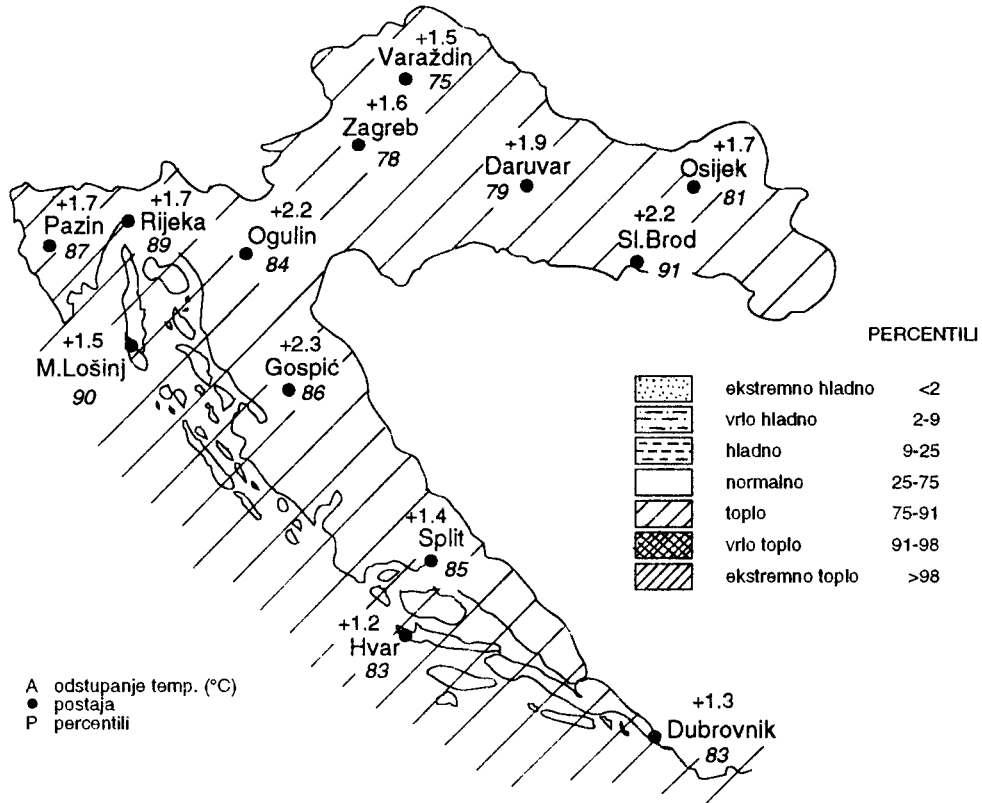 +1.5
Varaždin
75
+1.6
Zagreb
78
+1.9
Daruvar
79
+1.7
Osijek
81
+2.2
Sl.Brod
91
+1.7
Pazin
87
+1.7
Rijeka
89
+2.2
Ogulin
84
+1.5
M.Lošinj
90
+2.3
Gospić
86
+1.4
Split
85
+1.2
Hvar
83
+1.3
Dubrovnik
83
PERCENTILI
ekstremno hladno <2
vrlo hladno 2-9
hladno 9-25
normalno 25-75
toplo 75-91
vrlo toplo 91-98
ekstremno toplo >98
A odstupanje temp. (°C)
● postaja
P percentili